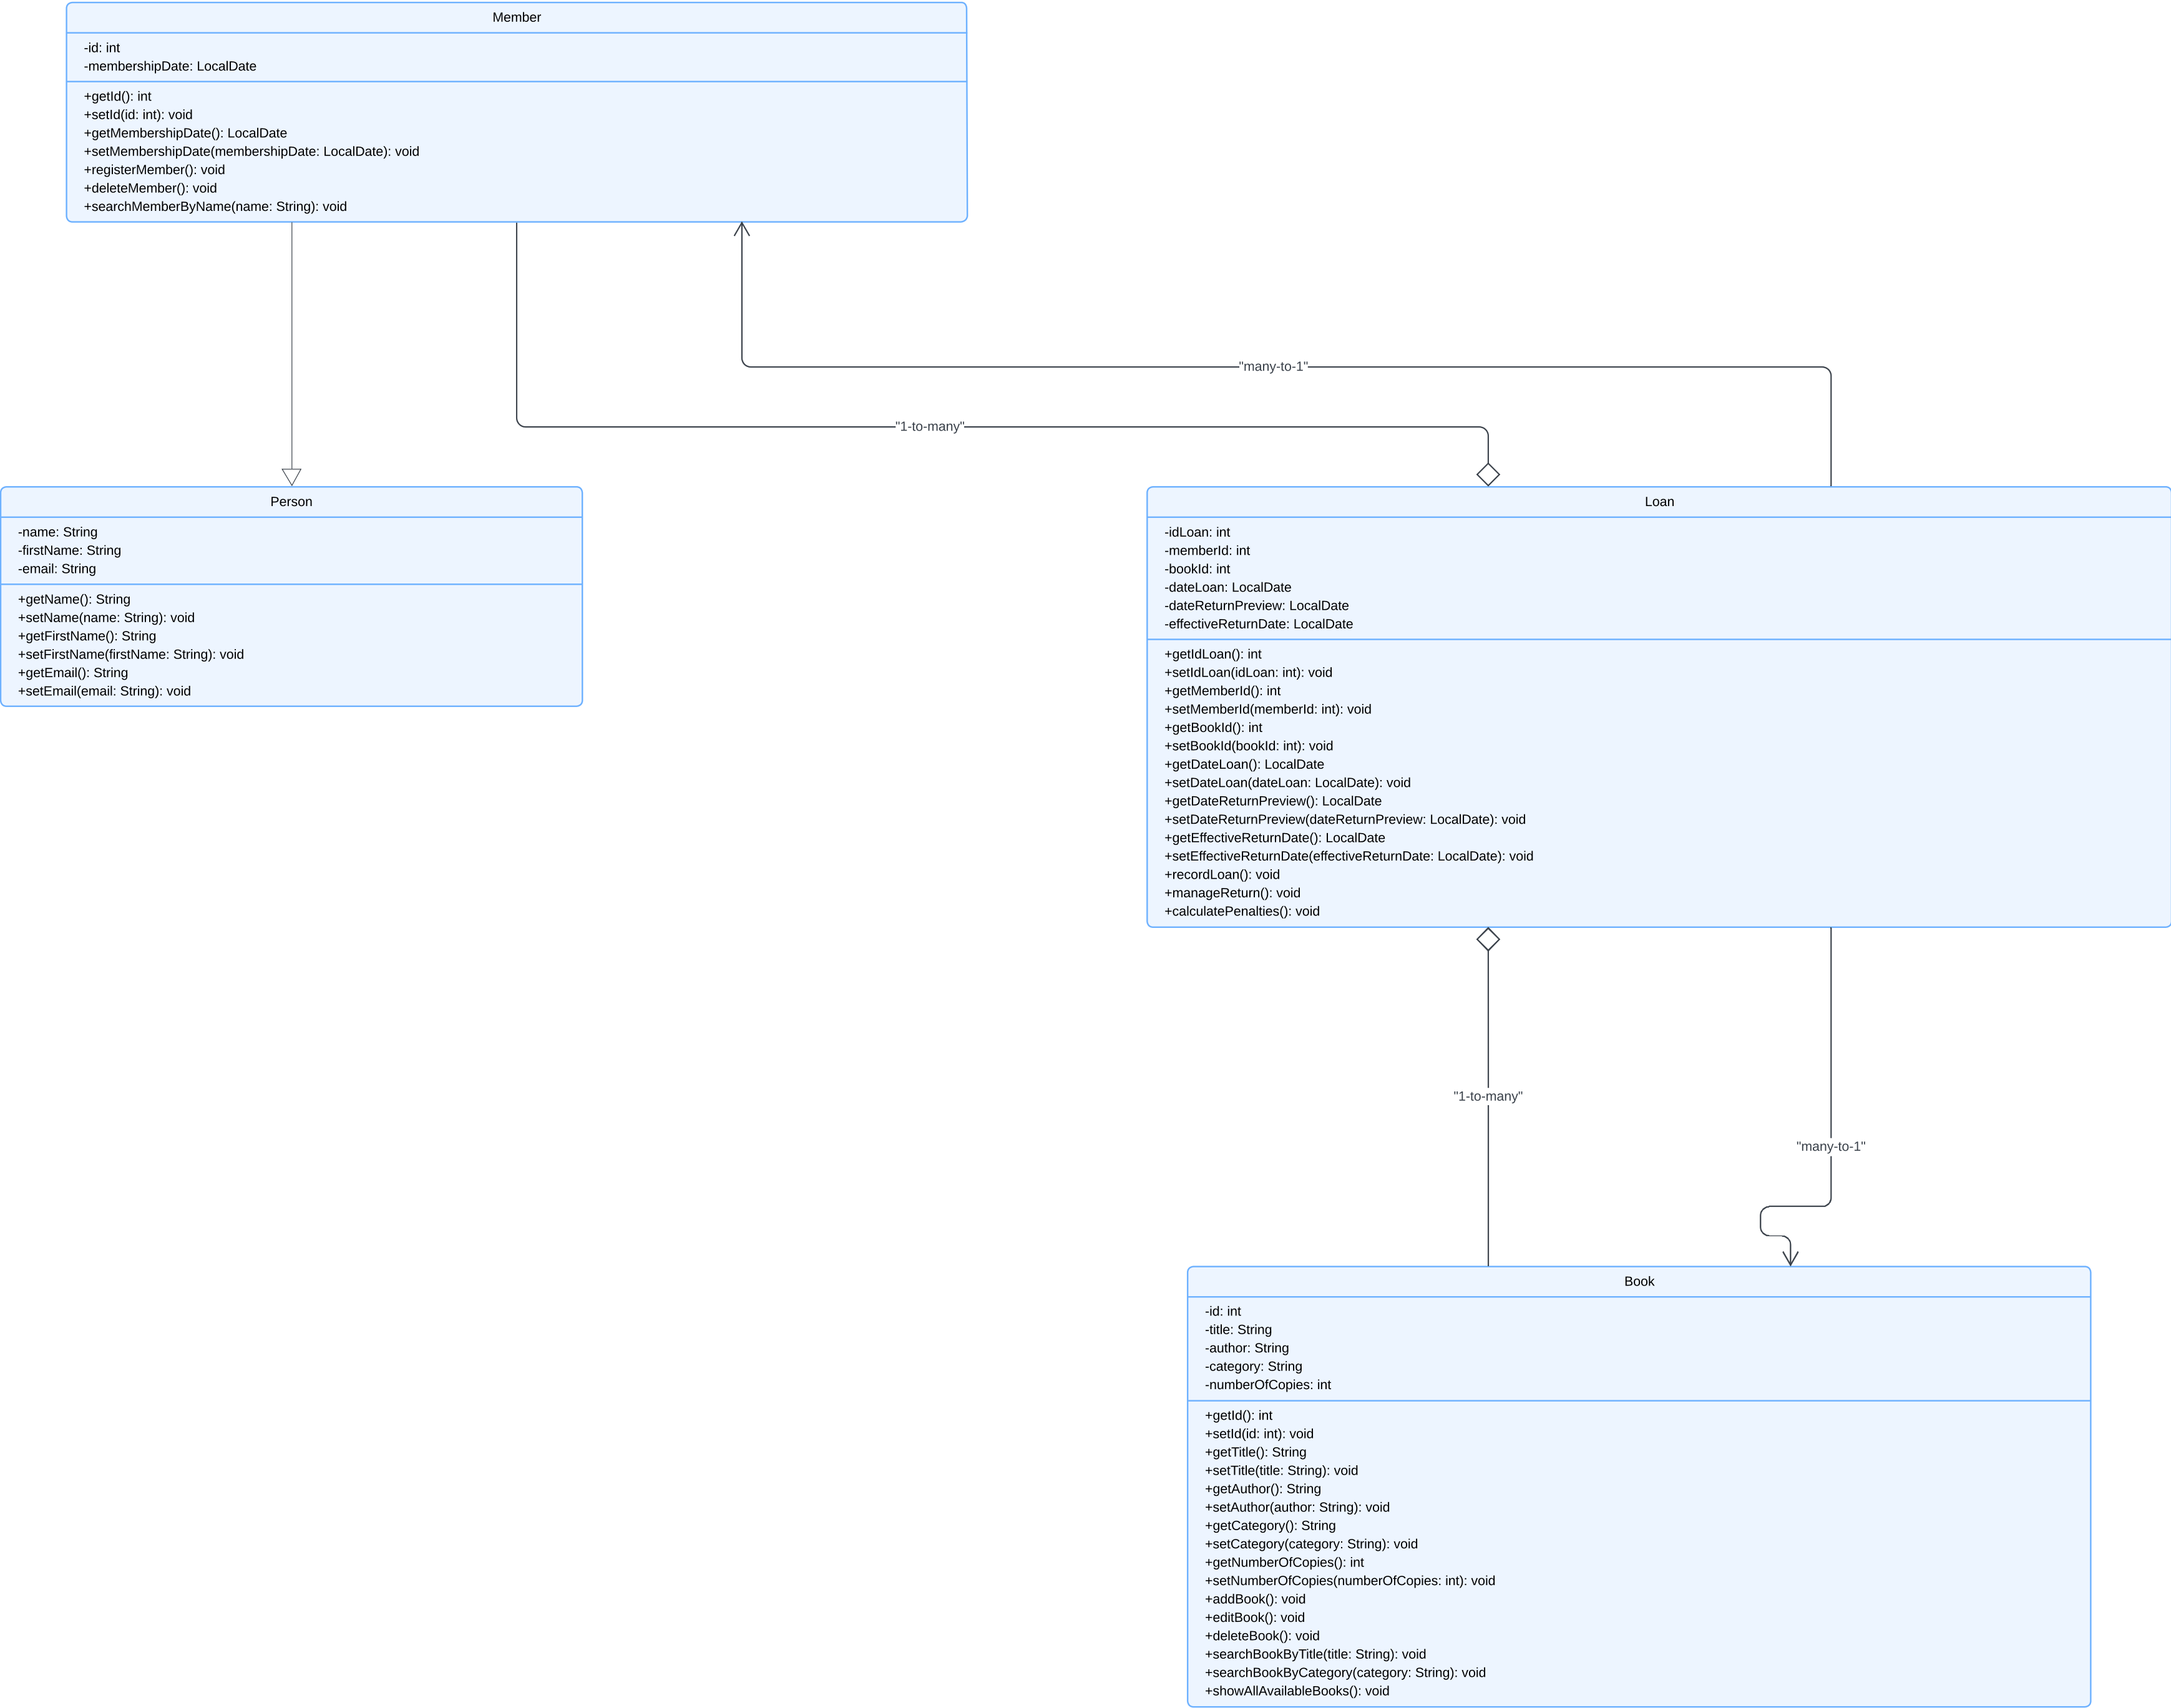 Member
-id: int
-membershipDate: LocalDate
+getId(): int
+setId(id: int): void
+getMembershipDate(): LocalDate
+setMembershipDate(membershipDate: LocalDate): void
+registerMember(): void
+deleteMember(): void
+searchMemberByName(name: String): void
"many-to-1"
"1-to-many"
Person
-name: String
-firstName: String
-email: String
+getName(): String
+setName(name: String): void
+getFirstName(): String
+setFirstName(firstName: String): void
+getEmail(): String
+setEmail(email: String): void
Loan
-idLoan: int
-memberId: int
-bookId: int
-dateLoan: LocalDate
-dateReturnPreview: LocalDate
-effectiveReturnDate: LocalDate
+getIdLoan(): int
+setIdLoan(idLoan: int): void
+getMemberId(): int
+setMemberId(memberId: int): void
+getBookId(): int
+setBookId(bookId: int): void
+getDateLoan(): LocalDate
+setDateLoan(dateLoan: LocalDate): void
+getDateReturnPreview(): LocalDate
+setDateReturnPreview(dateReturnPreview: LocalDate): void
+getEffectiveReturnDate(): LocalDate
+setEffectiveReturnDate(effectiveReturnDate: LocalDate): void
+recordLoan(): void
+manageReturn(): void
+calculatePenalties(): void
"1-to-many"
"many-to-1"
Book
-id: int
-title: String
-author: String
-category: String
-numberOfCopies: int
+getId(): int
+setId(id: int): void
+getTitle(): String
+setTitle(title: String): void
+getAuthor(): String
+setAuthor(author: String): void
+getCategory(): String
+setCategory(category: String): void
+getNumberOfCopies(): int
+setNumberOfCopies(numberOfCopies: int): void
+addBook(): void
+editBook(): void
+deleteBook(): void
+searchBookByTitle(title: String): void
+searchBookByCategory(category: String): void
+showAllAvailableBooks(): void